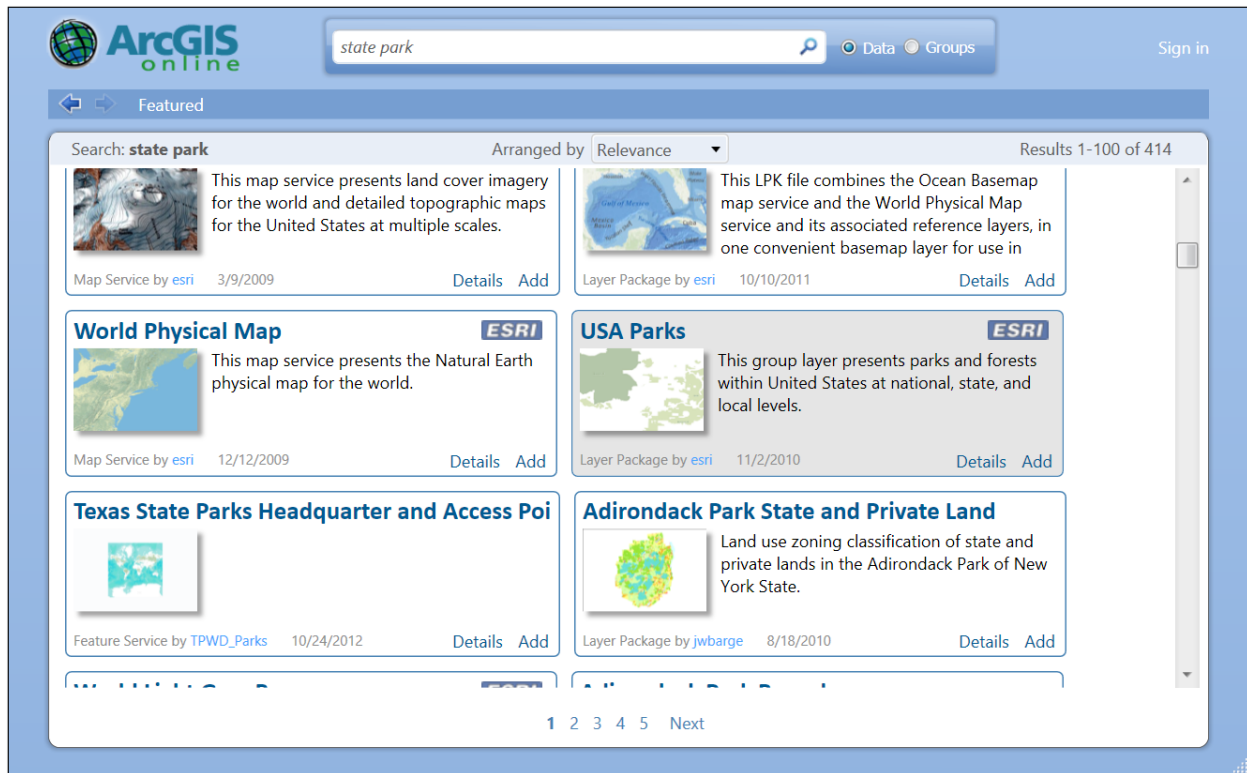 ArcGIS
online
state park
Data
Groups
Sign in
Featured
Search: state park
Arranged by Relevance
Results 1-100 of 414
This map service presents land cover imagery
for the world and detailed topographic maps
for the United States at multiple scales.
Map Service by esri 3/9/2009 Details Add
This LPK file combines the Ocean Basemap
map service and the World Physical Map
service and its associated reference layers, in
one convenient basemap layer for use in
Layer Package by esri 10/10/2011 Details Add
World Physical Map ESRI
This map service presents the Natural Earth
physical map for the world.
Map Service by esri 12/12/2009 Details Add
USA Parks ESRI
This group layer presents parks and forests
within United States at national, state, and
local levels.
Layer Package by esri 11/2/2010 Details Add
Texas State Parks Headquarter and Access Poi
Feature Service by TPWD_Parks 10/24/2012 Details Add
Adirondack Park State and Private Land
Land use zoning classification of state and
private lands in the Adirondack Park of New
York State.
Layer Package by jwbarge 8/18/2010 Details Add
1 2 3 4 5 Next